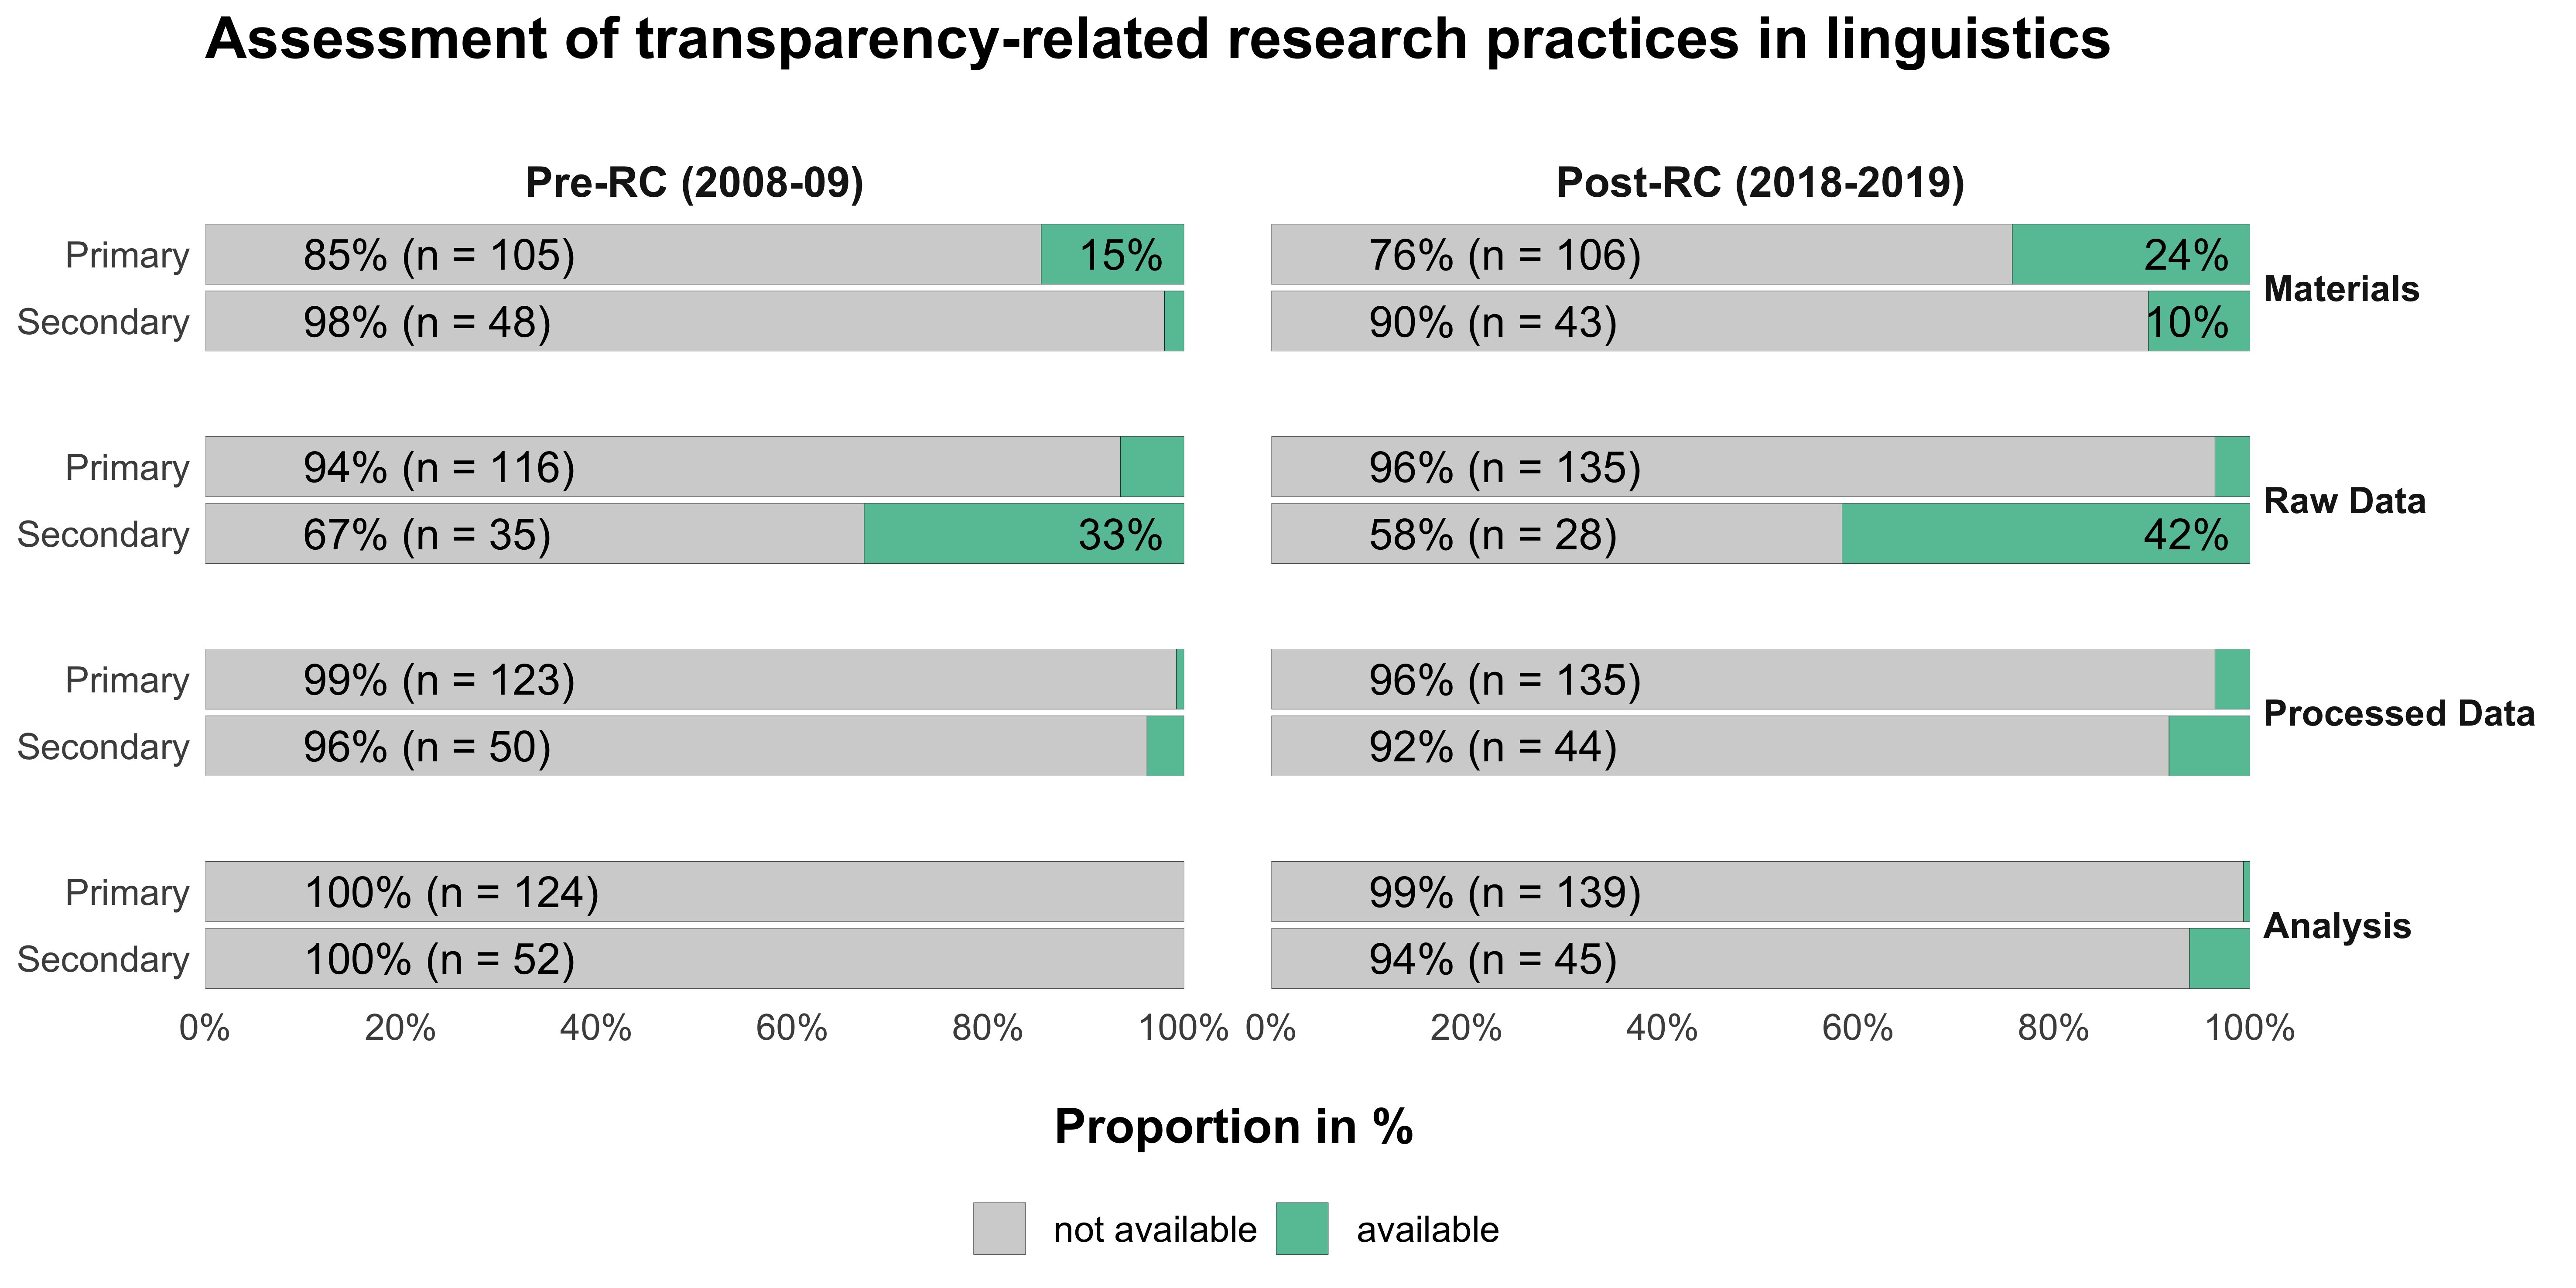 Assessment of transparency-related research practices in linguistics
Pre-RC (2008-09)
Post-RC (2018-2019)
Primary
85% (n = 105)
15%
76% (n = 106)
24%
Secondary
98% (n = 48)
90% (n = 43)
10%
Materials
Primary
94% (n = 116)
96% (n = 135)
Secondary
67% (n = 35)
33%
58% (n = 28)
42%
Raw Data
Primary
99% (n = 123)
96% (n = 135)
Secondary
96% (n = 50)
92% (n = 44)
Processed Data
Primary
100% (n = 124)
99% (n = 139)
Secondary
100% (n = 52)
94% (n = 45)
Analysis
0% 20% 40% 60% 80% 100%
0% 20% 40% 60% 80% 100%
Proportion in %
not available
available